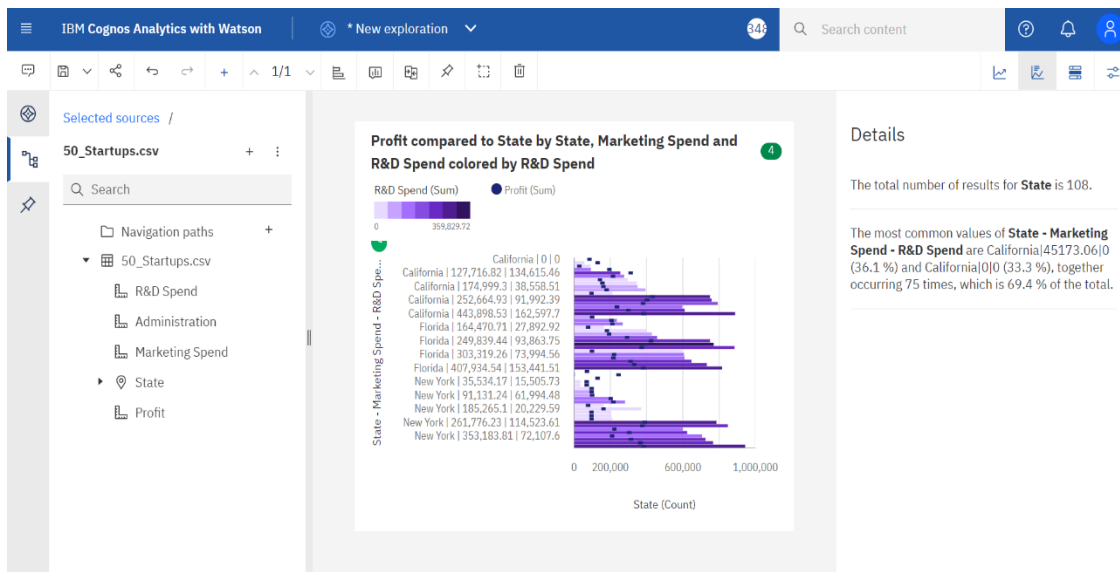 IBM Cognos Analytics with Watson
* New exploration
348
Search content
1/1
Selected sources /
50_Startups.csv
Search
Navigation paths
50_Startups.csv
R&D Spend
Administration
Marketing Spend
State
Profit
Profit compared to State by State, Marketing Spend and
R&D Spend colored by R&D Spend
4
R&D Spend (Sum)
Profit (Sum)
0
359,829.72
State - Marketing Spend - R&D Spe...
California | 0 | 0
California | 127,716.82 | 134,615.46
California | 174,999.3 | 38,558.51
California | 252,664.93 | 91,992.39
California | 443,898.53 | 162,597.7
Florida | 164,470.71 | 27,892.92
Florida | 249,839.44 | 93,863.75
Florida | 303,319.26 | 73,994.56
Florida | 407,934.54 | 153,441.51
New York | 35,534.17 | 15,505.73
New York | 91,131.24 | 61,994.48
New York | 185,265.1 | 20,229.59
New York | 261,776.23 | 114,523.61
New York | 353,183.81 | 72,107.6
0 200,000 600,000 1,000,000
State (Count)
Details
The total number of results for State is 108.
The most common values of State - Marketing
Spend - R&D Spend are California|45173.06|0
(36.1 %) and California|0|0 (33.3 %), together
occurring 75 times, which is 69.4 % of the total.